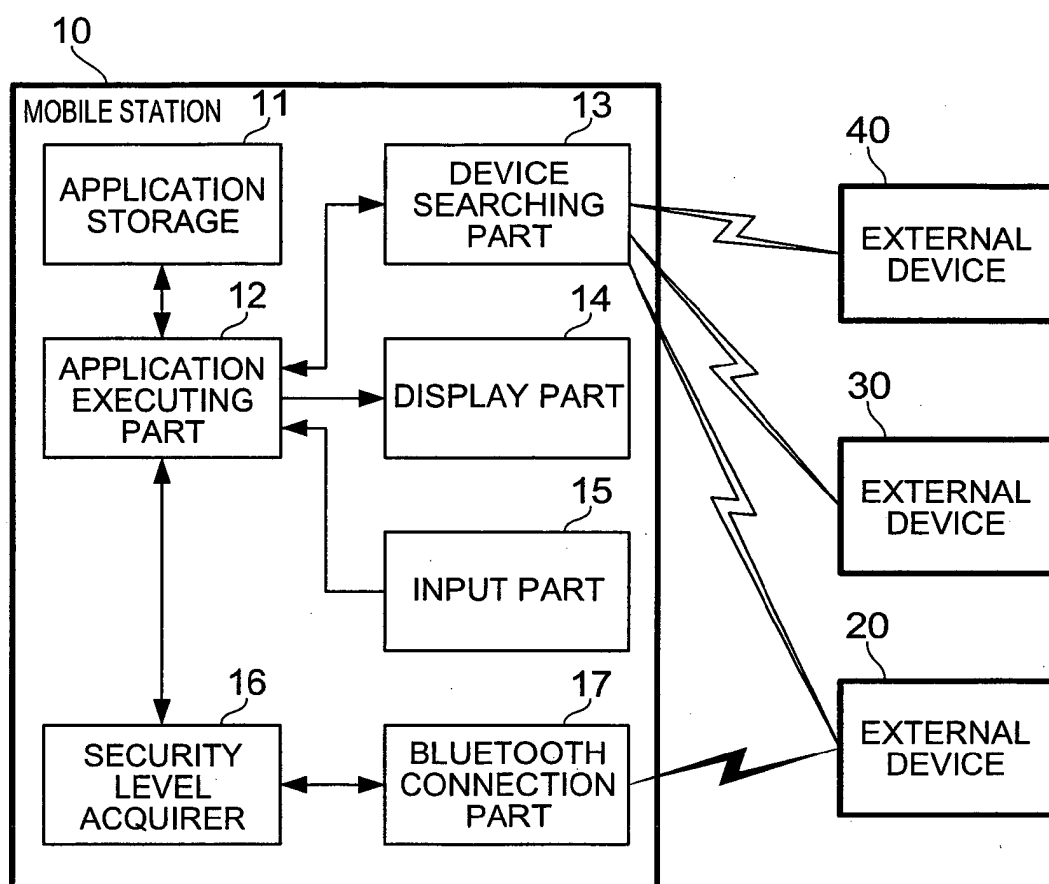 10
MOBILE STATION
11
APPLICATION
STORAGE
13
DEVICE
SEARCHING
PART
40
EXTERNAL
DEVICE
12
APPLICATION
EXECUTING
PART
14
DISPLAY PART
30
EXTERNAL
DEVICE
15
INPUT PART
20
EXTERNAL
DEVICE
16
SECURITY
LEVEL
ACQUIRER
17
BLUETOOTH
CONNECTION
PART